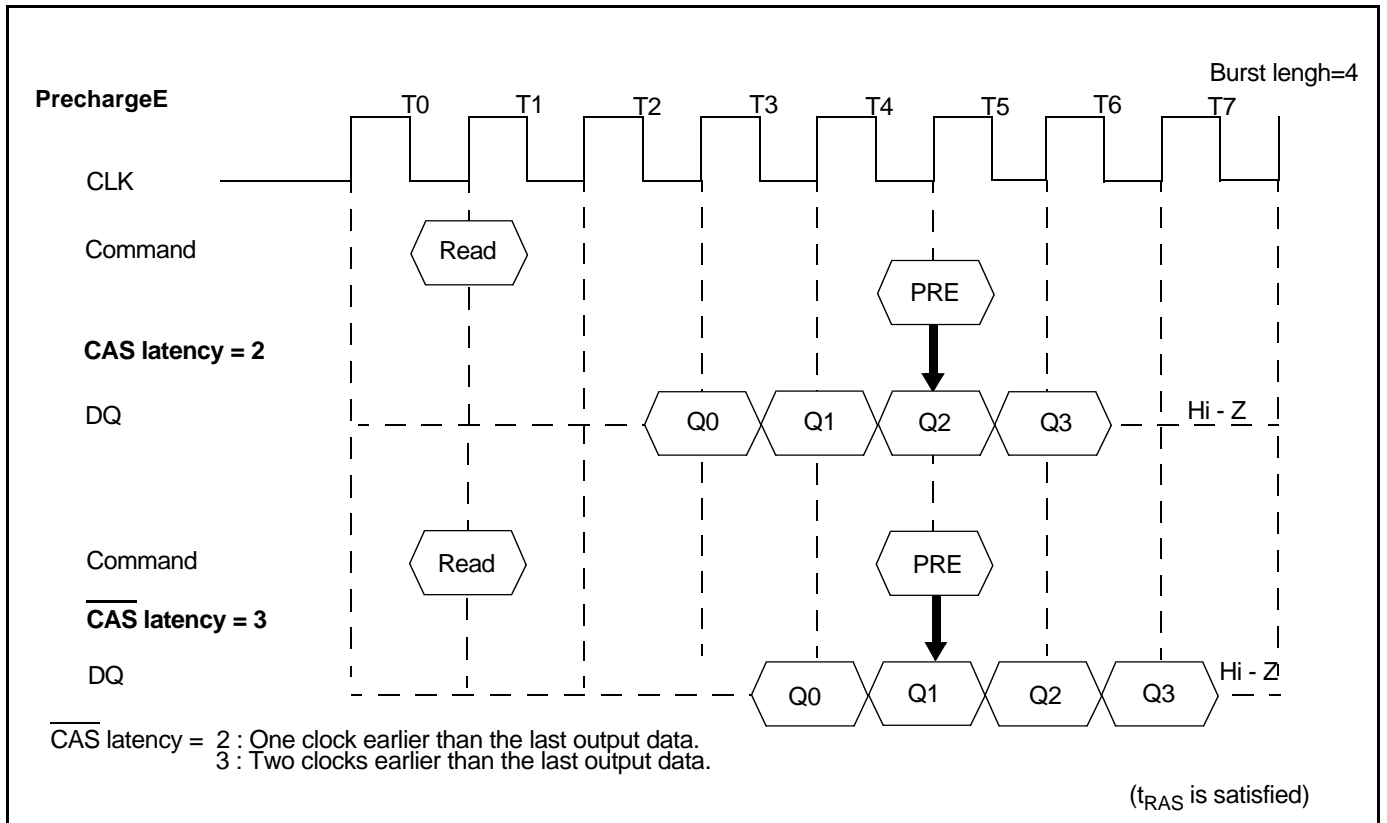 Burst lengh=4
PrechargeE
T0 T1 T2 T3 T4 T5 T6 T7
CLK
Command Read
PRE
CAS latency = 2
DQ Q0 Q1 Q2 Q3 Hi - Z
Command Read PRE
CAS latency = 3
DQ Q0 Q1 Q2 Q3 Hi - Z
CAS latency = 2 : One clock earlier than the last output data.
3 : Two clocks earlier than the last output data.
(tRAS is satisfied)